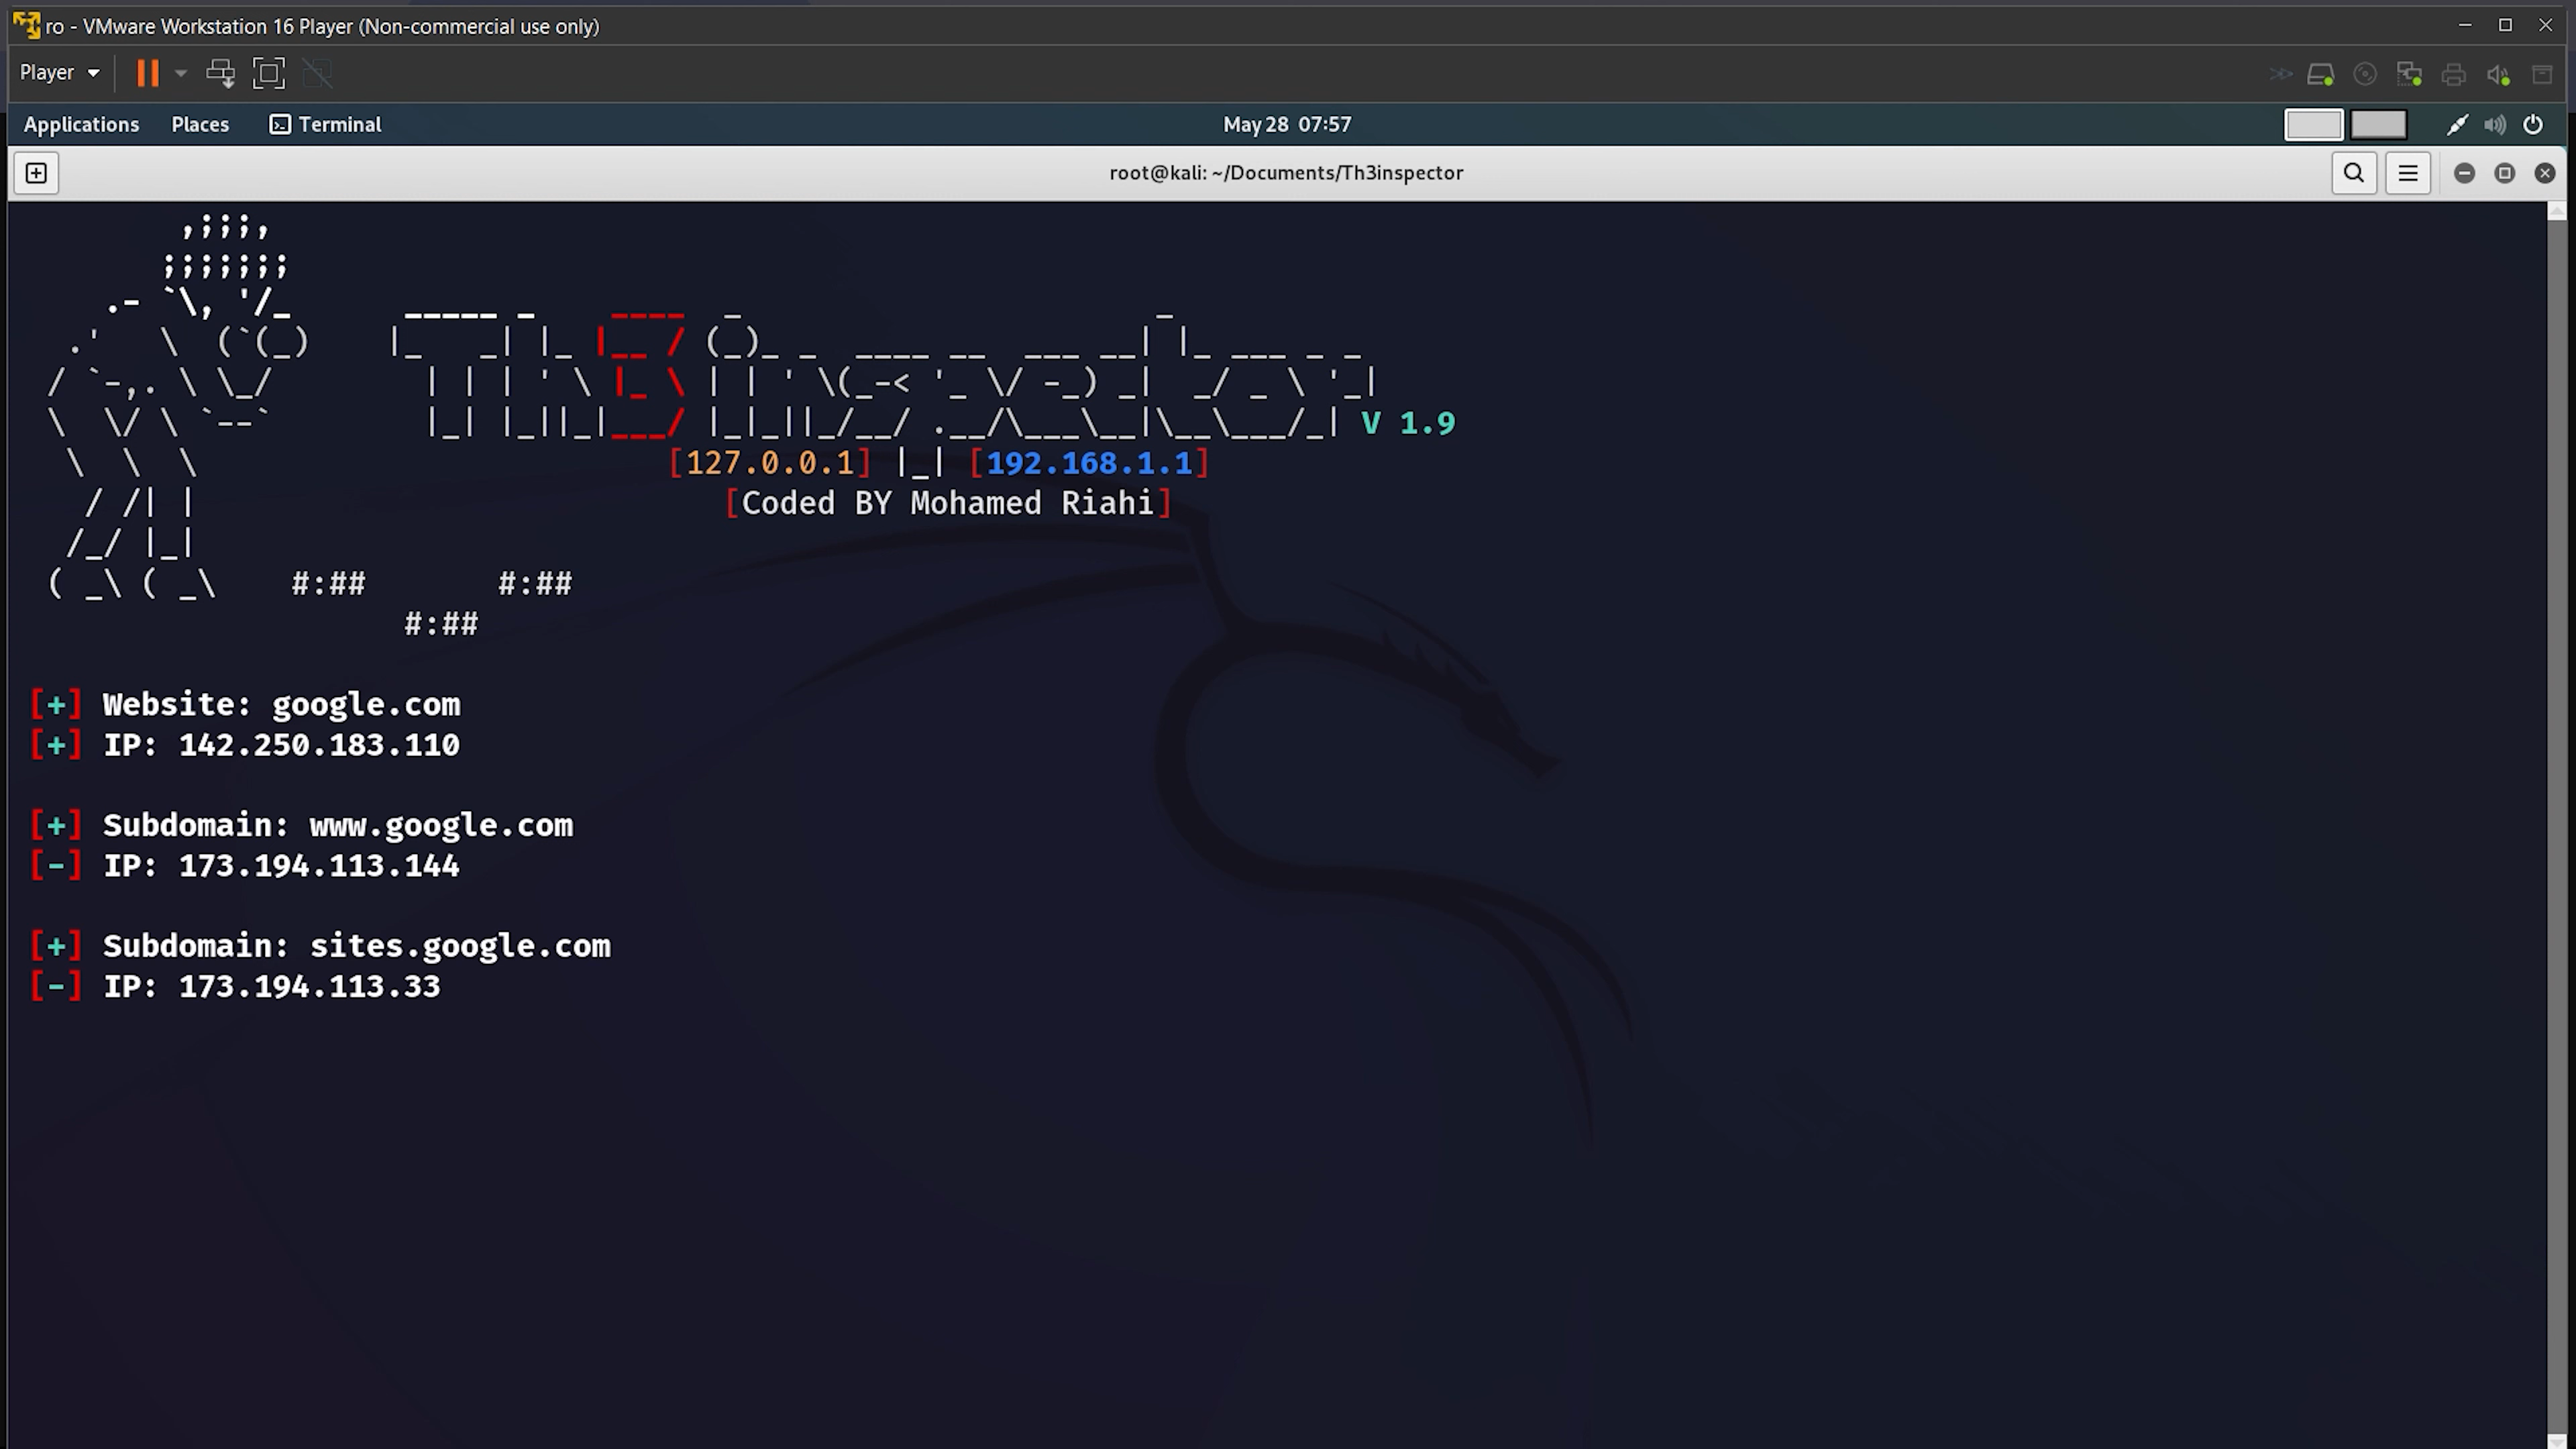 ro - VMware Workstation 16 Player (Non-commercial use only)
Player
Applications Places Terminal May 28 07:57
root@kali: ~/Documents/Th3inspector
Th3inspector V 1.9
[127.0.0.1] |_| [192.168.1.1]
[Coded BY Mohamed Riahi]
#:## #:##
#:##
[+] Website: google.com
[+] IP: 142.250.183.110
[+] Subdomain: www.google.com
[-] IP: 173.194.113.144
[+] Subdomain: sites.google.com
[-] IP: 173.194.113.33